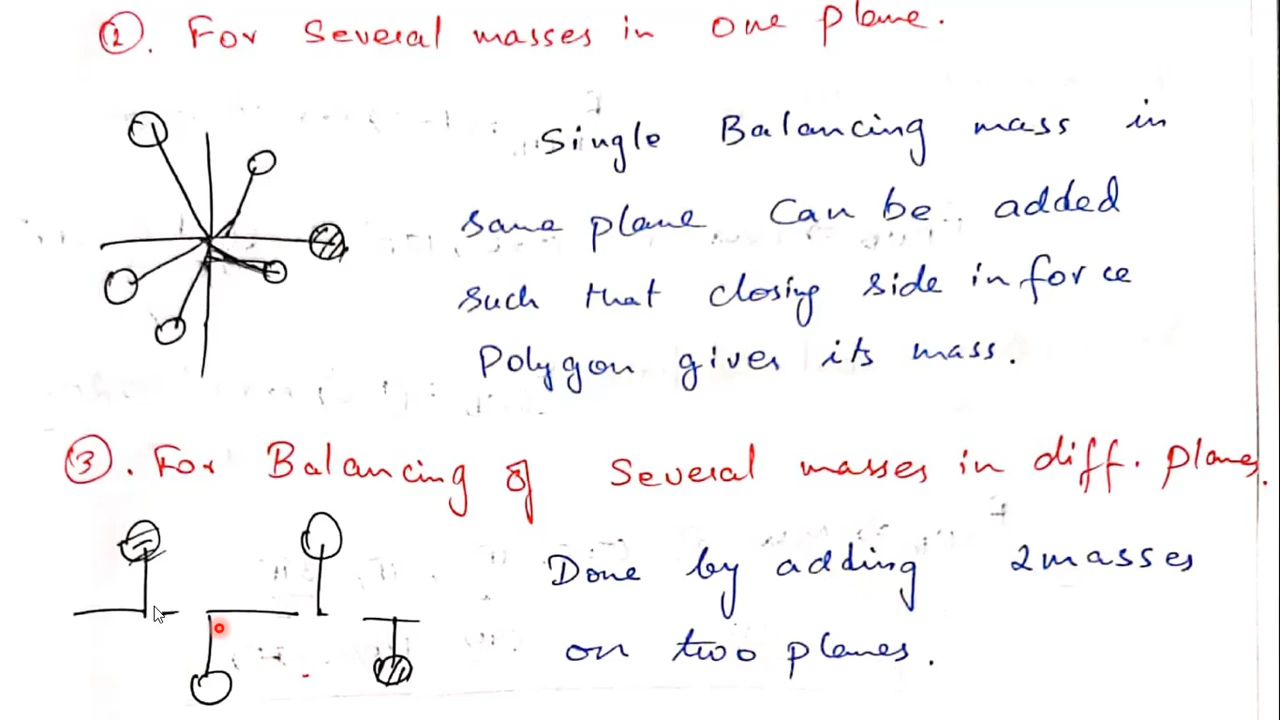 ②. For Several masses in one plane.
Single Balancing mass in
same plane can be added
such that closing side in force
Polygon gives its mass.
③. For Balancing of Several masses in diff. planes.
Done by adding 2 masses
on two planes.